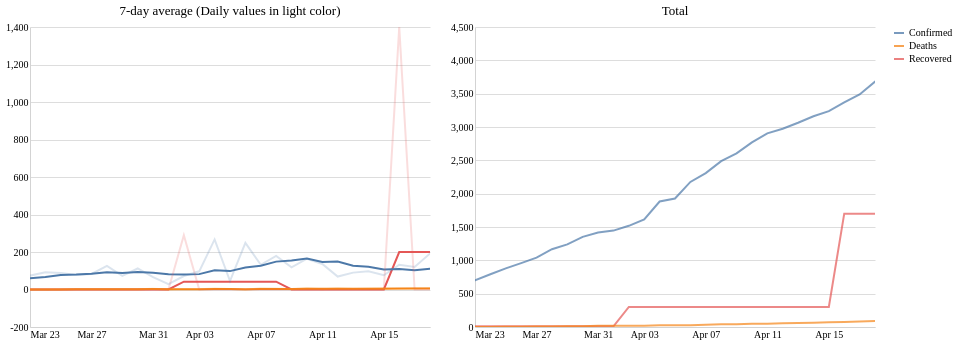 7-day average (Daily values in light color)
1,400
1,200
1,000
800
600
400
200
0
-200
Mar 23 Mar 27 Mar 31 Apr 03 Apr 07 Apr 11 Apr 15
Total
4,500
4,000
3,500
3,000
2,500
2,000
1,500
1,000
500
0
Mar 23 Mar 27 Mar 31 Apr 03 Apr 07 Apr 11 Apr 15
Confirmed
Deaths
Recovered